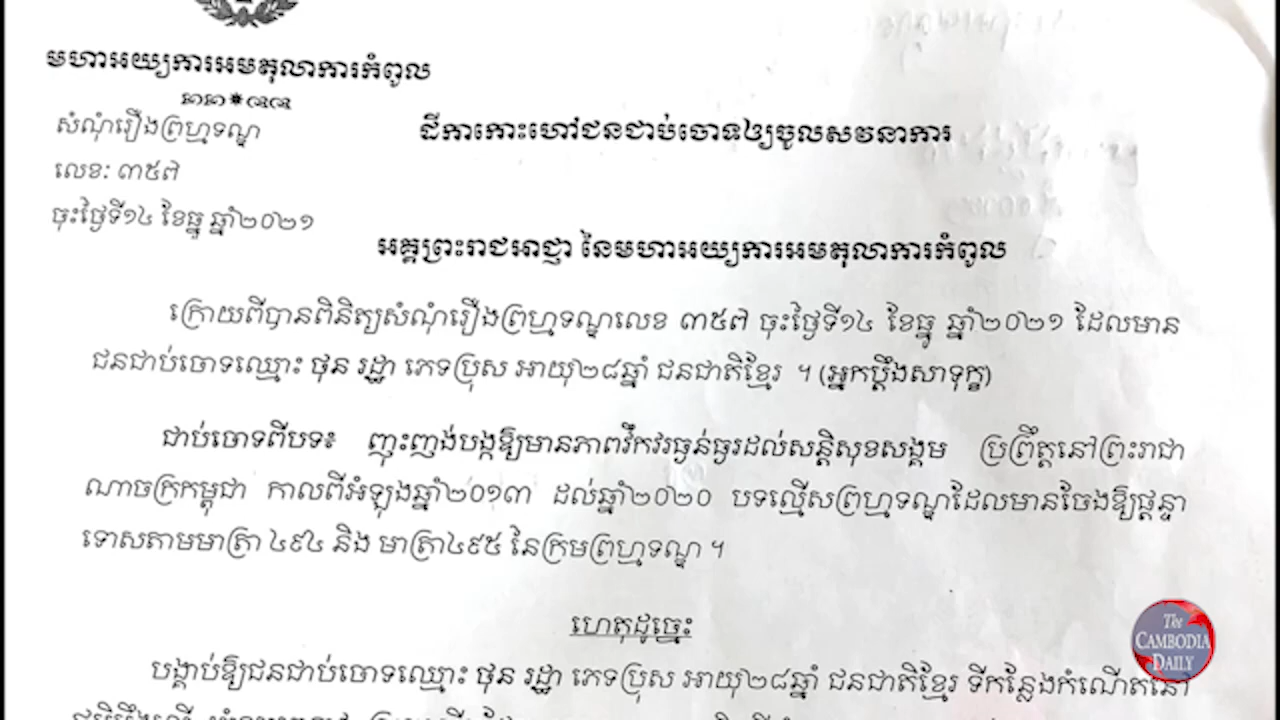 មហាអយ្យការអមតុលាការកំពូល
សំណុំរឿងព្រហ្មទណ្ឌ
លេខៈ ៣៥៧
ចុះថ្ងៃទី១៤ ខែធ្នូ ឆ្នាំ២០២១
ដីកាកោះហៅជនជាប់ចោទឲ្យចូលសវនាការ
អគ្គព្រះរាជអាជ្ញា នៃមហាអយ្យការអមតុលាការកំពូល
ក្រោយពីបានពិនិត្យសំណុំរឿងព្រហ្មទណ្ឌលេខ ៣៥៧ ចុះថ្ងៃទី១៤ ខែធ្នូ ឆ្នាំ២០២១ ដែលមាន
ជនជាប់ចោទឈ្មោះ ថុន រដ្ឋា ភេទប្រុស អាយុ២៨ឆ្នាំ ជនជាតិខ្មែរ ។ (អ្នកប្តឹងសាទុក្ខ)
ជាប់ចោទពីបទ៖ ញុះញង់បង្កឱ្យមានភាពវឹកវរធ្ងន់ធ្ងរដល់សន្តិសុខសង្គម ប្រព្រឹត្តនៅព្រះរាជា
ណាចក្រកម្ពុជា កាលពីអំឡុងឆ្នាំ២០១៣ ដល់ឆ្នាំ២០២០ បទល្មើសព្រហ្មទណ្ឌដែលមានចែងឱ្យផ្តន្ទា
ទោសតាមមាត្រា ៤៩៤ និង មាត្រា៤៩៥ នៃក្រមព្រហ្មទណ្ឌ ។
ហេតុដូច្នេះ
បង្គាប់ឱ្យជនជាប់ចោទឈ្មោះ ថុន រដ្ឋា ភេទប្រុស អាយុ២៨ឆ្នាំ ជនជាតិខ្មែរ ទីកន្លែងកំណើតនៅ
The
CAMBODIA
DAILY